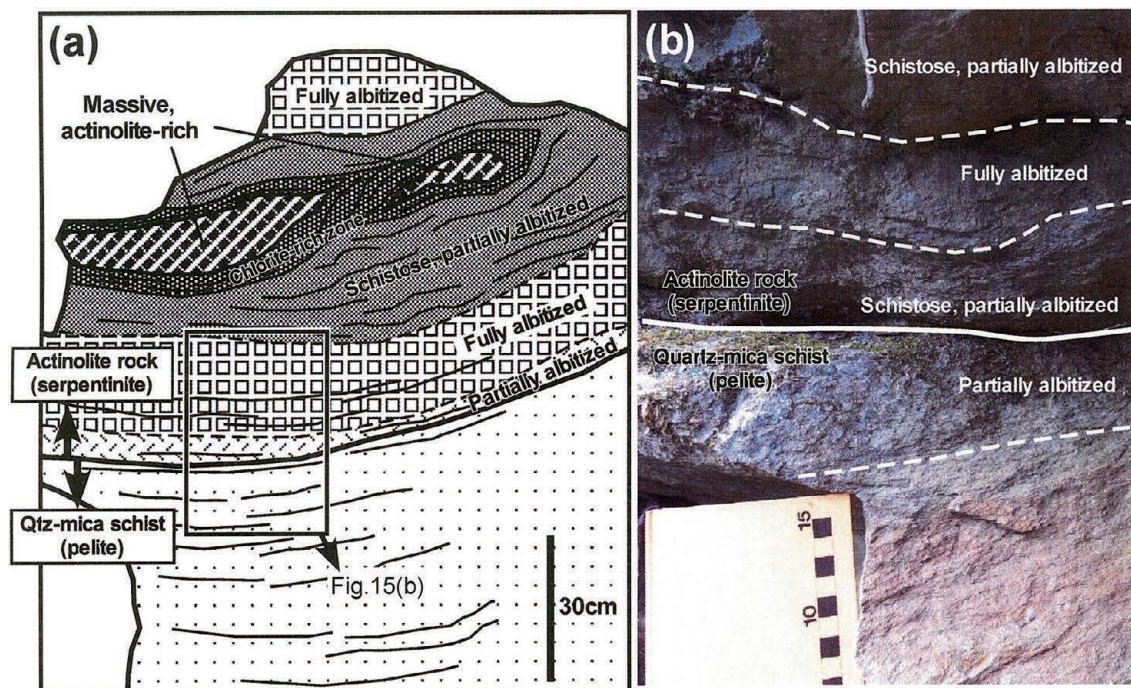 (a)
Fully albitized
Massive,
actinolite-rich
Chlorite-rich zone
Schistose, partially albitized
Fully albitized
Partially albitized
Actinolite rock
(serpentinite)
Qtz-mica schist
(pelite)
Fig.15(b)
30cm
(b)
Schistose, partially albitized
Fully albitized
Actinolite rock
(serpentinite)
Schistose, partially albitized
Quartz-mica schist
(pelite)
Partially albitized
15
10